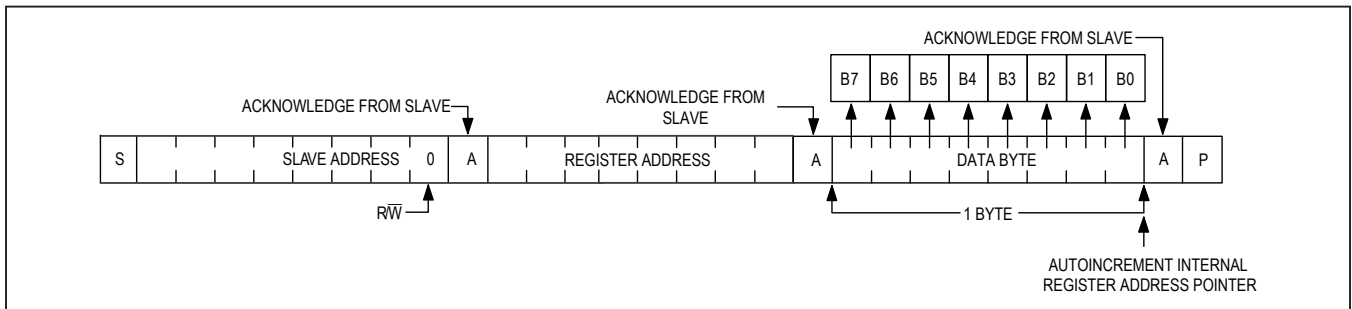 ACKNOWLEDGE FROM SLAVE
B7 B6 B5 B4 B3 B2 B1 B0
ACKNOWLEDGE FROM SLAVE
ACKNOWLEDGE FROM
SLAVE
S SLAVE ADDRESS 0 A REGISTER ADDRESS A DATA BYTE A P
R/W̅
1 BYTE
AUTOINCREMENT INTERNAL
REGISTER ADDRESS POINTER